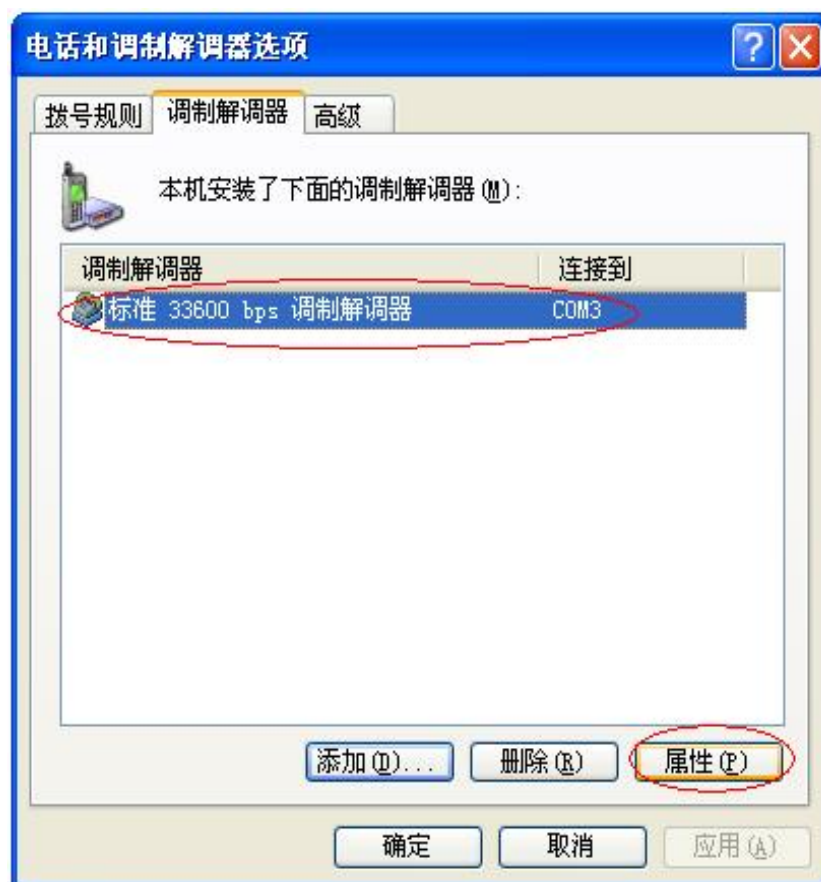 电话和调制解调器选项
拨号规则 调制解调器 高级
本机安装了下面的调制解调器(M):
调制解调器 连接到
标准 33600 bps 调制解调器 COM3
添加(D)... 删除(R) 属性(P)
确定 取消 应用(A)